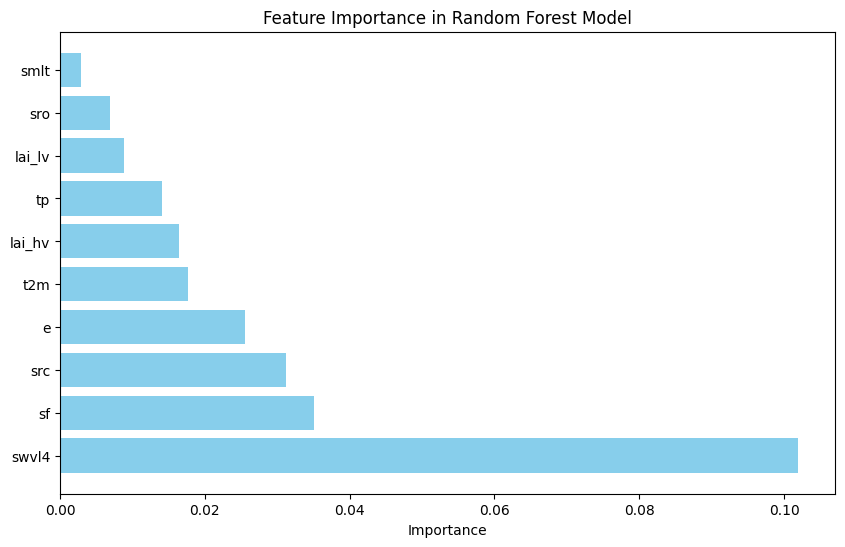 Feature Importance in Random Forest Model
smlt
sro
lai_lv
tp
lai_hv
t2m
e
src
sf
swvl4
0.00 0.02 0.04 0.06 0.08 0.10
Importance